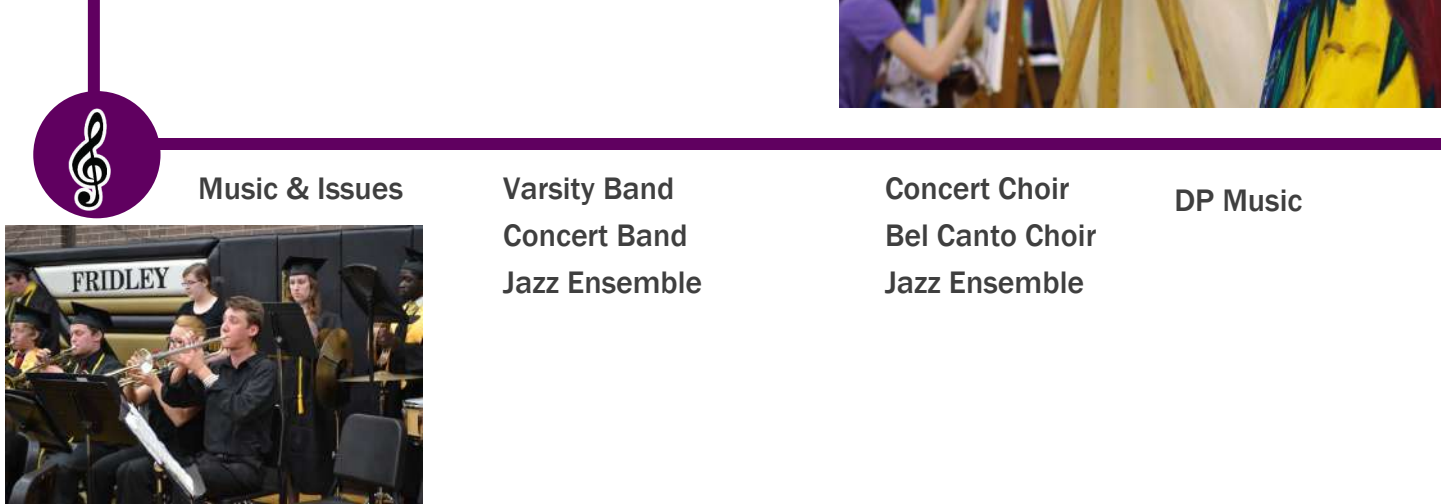 Music & Issues
Varsity Band
Concert Band
Jazz Ensemble
Concert Choir
Bel Canto Choir
Jazz Ensemble
DP Music
FRIDLEY